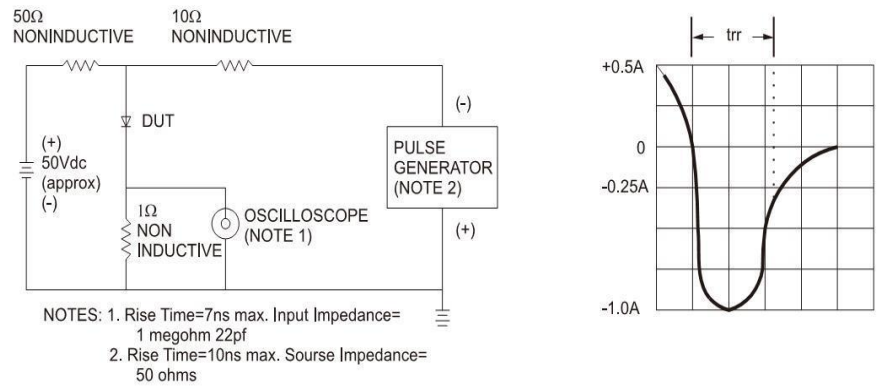 50Ω
NONINDUCTIVE
10Ω
NONINDUCTIVE
DUT
(+)
50Vdc
(approx)
(-)
1Ω
NON
INDUCTIVE
OSCILLOSCOPE
(NOTE 1)
(-)
PULSE
GENERATOR
(NOTE 2)
(+)
NOTES: 1. Rise Time=7ns max. Input Impedance=
1 megohm 22pf
2. Rise Time=10ns max. Sourse Impedance=
50 ohms
trr
+0.5A
0
-0.25A
-1.0A